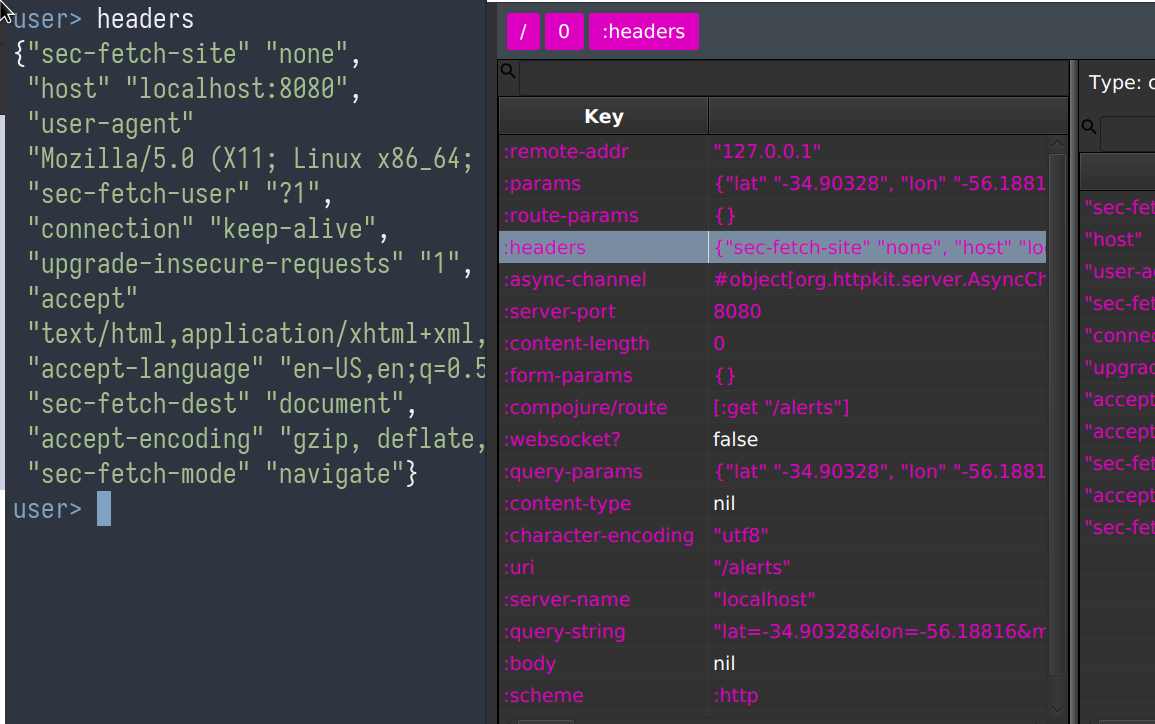 user> headers
{"sec-fetch-site" "none",
"host" "localhost:8080",
"user-agent"
"Mozilla/5.0 (X11; Linux x86_64;
"sec-fetch-user" "?1",
"connection" "keep-alive",
"upgrade-insecure-requests" "1",
"accept"
"text/html,application/xhtml+xml,
"accept-language" "en-US,en;q=0.5
"sec-fetch-dest" "document",
"accept-encoding" "gzip, deflate,
"sec-fetch-mode" "navigate"}
user>
/ 0 :headers
Key
:remote-addr "127.0.0.1"
:params {"lat" "-34.90328", "lon" "-56.1881
:route-params {}
:headers {"sec-fetch-site" "none", "host" "lo
:async-channel #object[org.httpkit.server.AsyncCh
:server-port 8080
:content-length 0
:form-params {}
:compojure/route [:get "/alerts"]
:websocket? false
:query-params {"lat" "-34.90328", "lon" "-56.1881
:content-type nil
:character-encoding "utf8"
:uri "/alerts"
:server-name "localhost"
:query-string "lat=-34.90328&lon=-56.18816&m
:body nil
:scheme :http
Type: c
"sec-fet
"host"
"user-a
"sec-fet
"connec
"upgrad
"accept
"accept
"sec-fet
"accept
"sec-fet